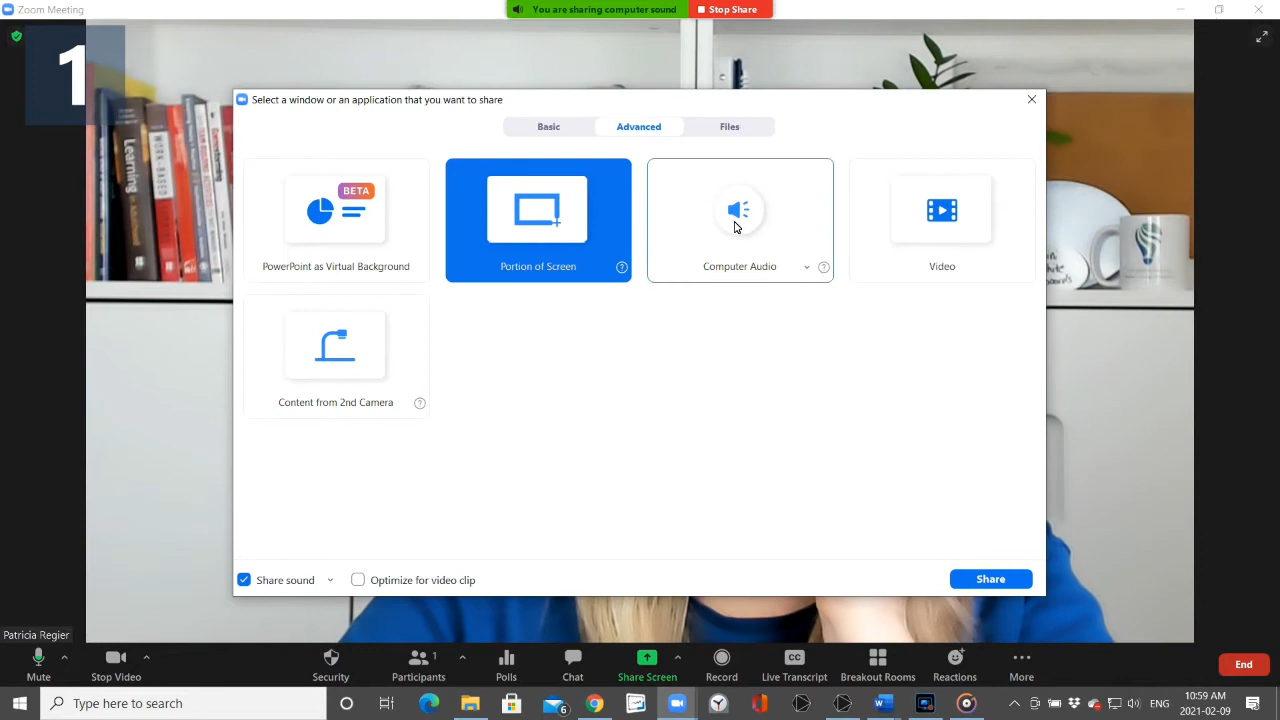 Zoom Meeting
You are sharing computer sound
Stop Share
1
Select a window or an application that you want to share
Basic
Advanced
Files
BETA
PowerPoint as Virtual Background
Portion of Screen
?
Computer Audio
?
Video
Content from 2nd Camera
?
Share sound
Optimize for video clip
Share
Learning
WORK-BASED
Patricia Regier
Mute
Stop Video
Security
Participants
1
Polls
Chat
Share Screen
Record
CC
Live Transcript
Breakout Rooms
Reactions
More
End
Type here to search
6
ENG
10:59 AM
2021-02-09